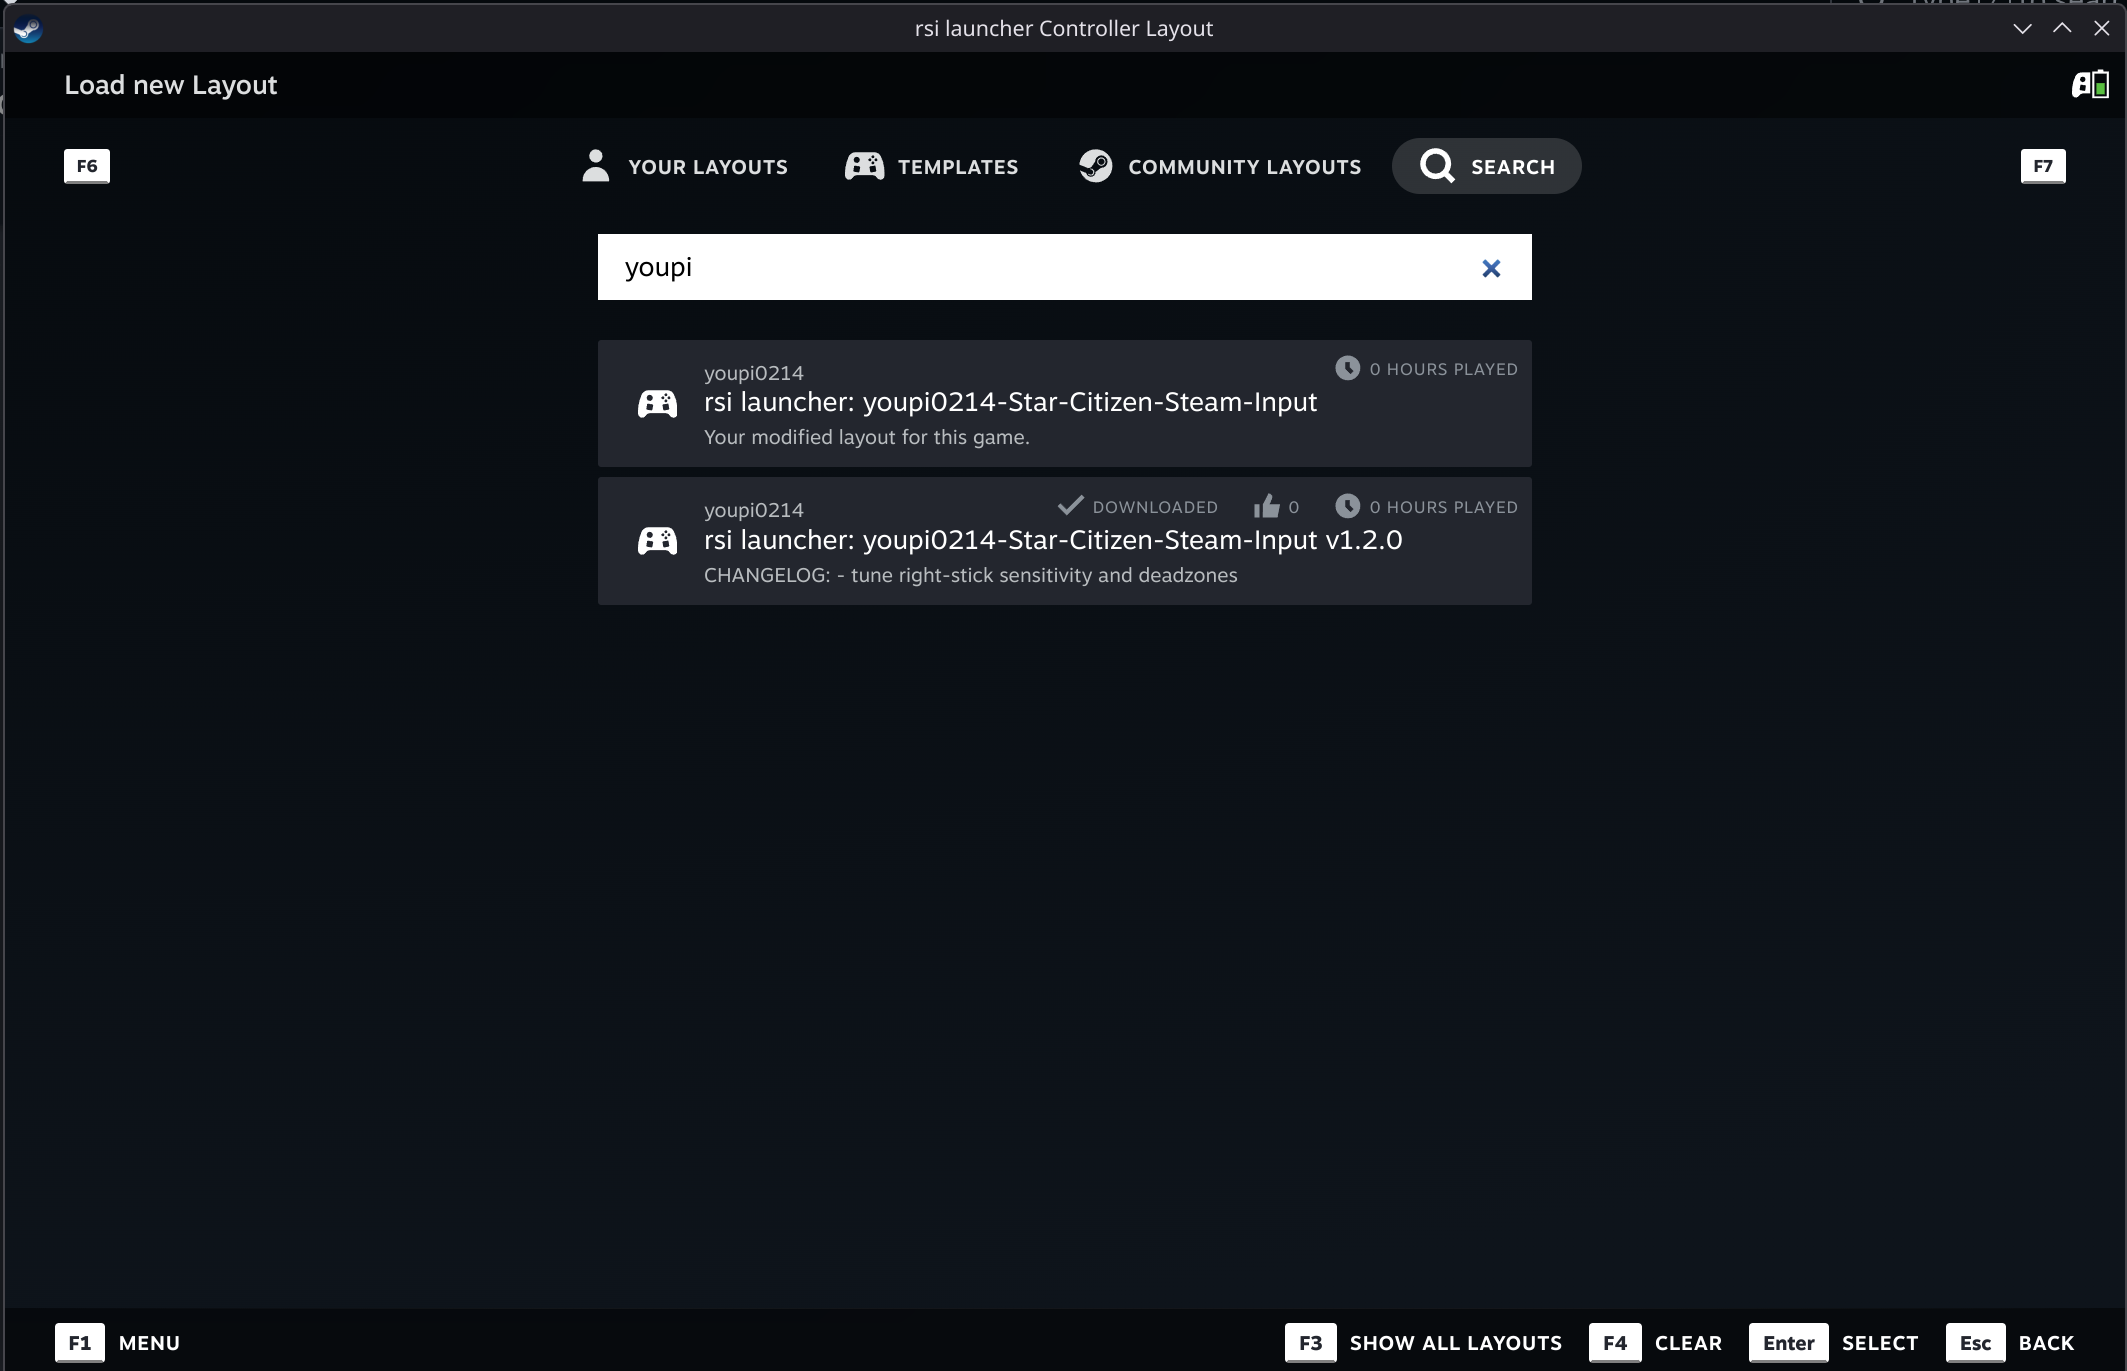 rsi launcher Controller Layout
Load new Layout
F6 YOUR LAYOUTS TEMPLATES COMMUNITY LAYOUTS SEARCH F7
youpi
youpi0214
0 HOURS PLAYED
rsi launcher: youpi0214-Star-Citizen-Steam-Input
Your modified layout for this game.
youpi0214
DOWNLOADED 0 0 HOURS PLAYED
rsi launcher: youpi0214-Star-Citizen-Steam-Input v1.2.0
CHANGELOG: - tune right-stick sensitivity and deadzones
F1 MENU F3 SHOW ALL LAYOUTS F4 CLEAR Enter SELECT Esc BACK